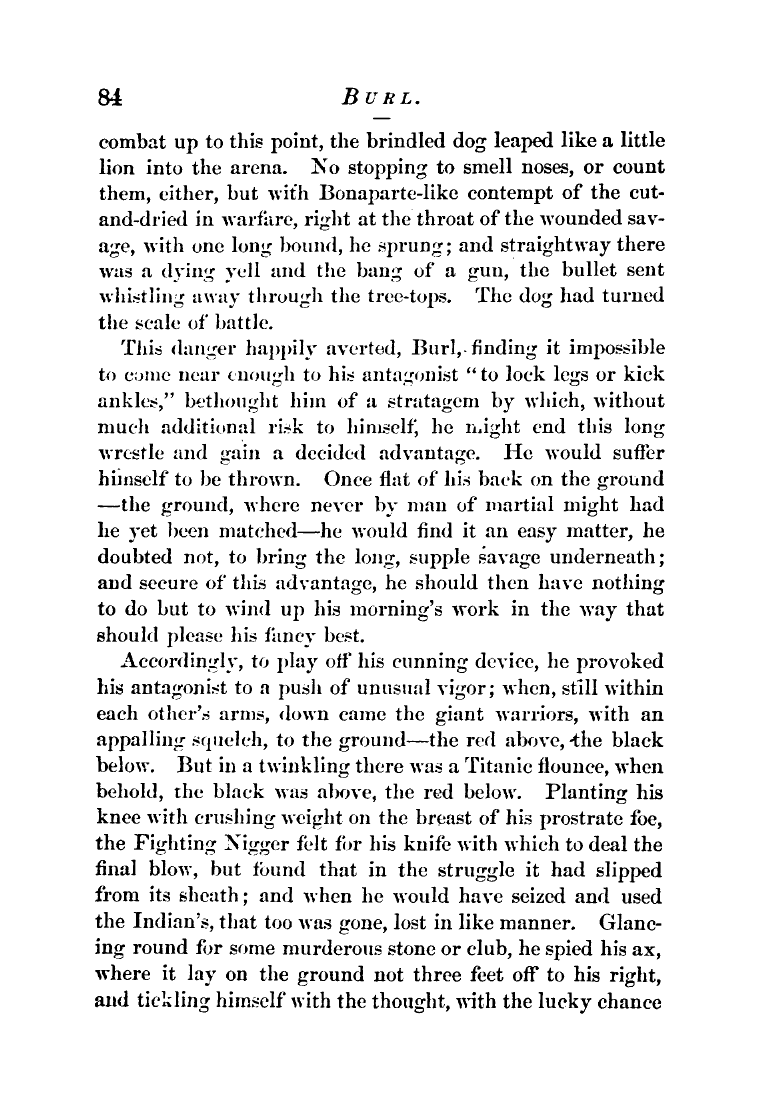 84 BURL.
combat up to this point, the brindled dog leaped like a little
lion into the arena. No stopping to smell noses, or count
them, either, but with Bonaparte-like contempt of the cut-
and-dried in warfare, right at the throat of the wounded sav-
age, with one long bound, he sprung; and straightway there
was a dying yell and the bang of a gun, the bullet sent
whistling away through the tree-tops. The dog had turned
the scale of battle.
This danger happily averted, Burl, finding it impossible
to come near enough to his antagonist "to lock legs or kick
ankles," bethought him of a stratagem by which, without
much additional risk to himself, he might end this long
wrestle and gain a decided advantage. He would suffer
himself to be thrown. Once flat of his back on the ground
—the ground, where never by man of martial might had
he yet been matched—he would find it an easy matter, he
doubted not, to bring the long, supple savage underneath;
and secure of this advantage, he should then have nothing
to do but to wind up his morning's work in the way that
should please his fancy best.
Accordingly, to play off his cunning device, he provoked
his antagonist to a push of unusual vigor; when, still within
each other's arms, down came the giant warriors, with an
appalling squelch, to the ground—the red above, the black
below. But in a twinkling there was a Titanic flounce, when
behold, the black was above, the red below. Planting his
knee with crushing weight on the breast of his prostrate foe,
the Fighting Nigger felt for his knife with which to deal the
final blow, but found that in the struggle it had slipped
from its sheath; and when he would have seized and used
the Indian's, that too was gone, lost in like manner. Glanc-
ing round for some murderous stone or club, he spied his ax,
where it lay on the ground not three feet off to his right,
and tickling himself with the thought, with the lucky chance